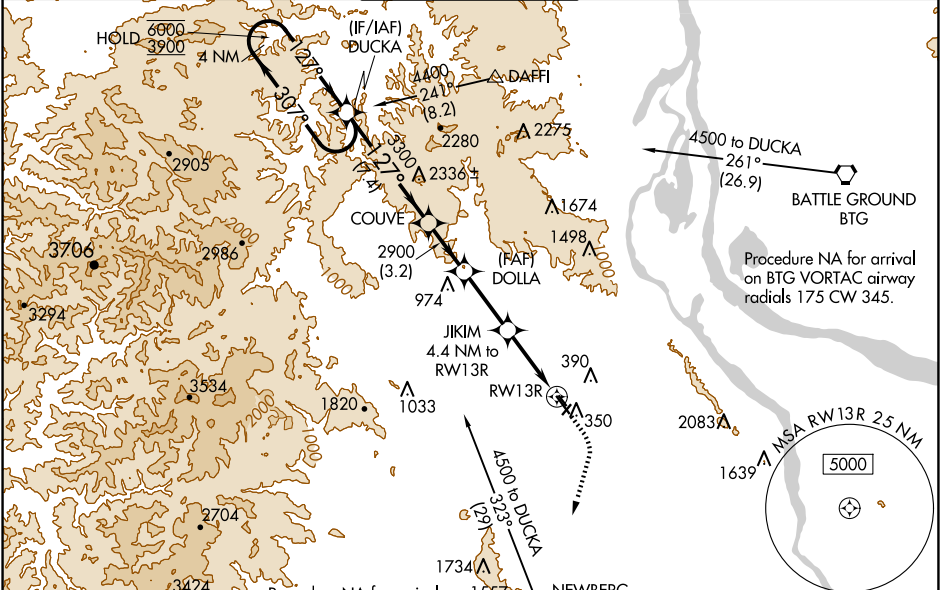 HOLD 6000
3900
4 NM
127°
307°
(IF/IAF)
DUCKA
4400
241°
(8.2)
DAFFI
2280
2275
3300
127°
(7.4)
2336 ±
2905
4500 to DUCKA
261°
(26.9)
BATTLE GROUND
BTG
Procedure NA for arrival
on BTG VORTAC airway
radials 175 CW 345.
1674
1498
COUVE
2900
(3.2)
(FAF)
DOLLA
974
3706
2986
3294
JIKIM
4.4 NM to
RW13R
390
RW13R
350
3534
1820
1033
2083
1639
MSA RW13R 25 NM
5000
4500 to DUCKA
323°
(29)
2704
1734
3424
1557
NEWBERG